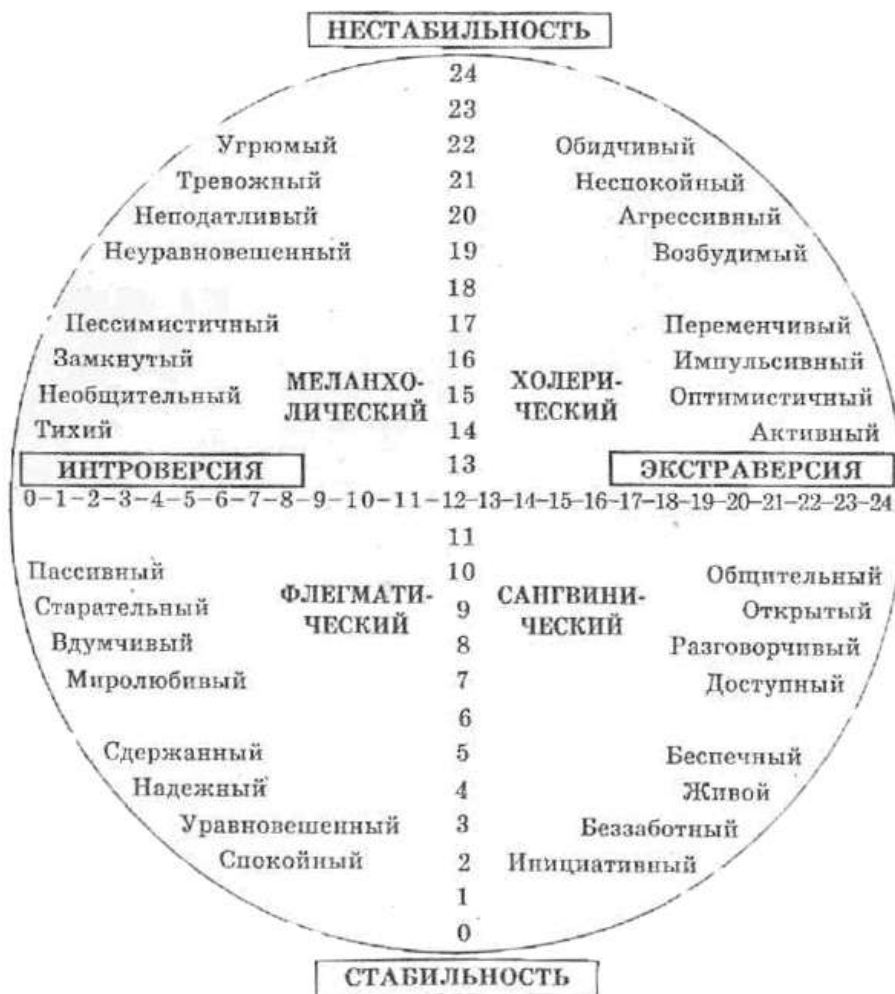 НЕСТАБИЛЬНОСТЬ
24
23
Угрюмый 22 Обидчивый
Тревожный 21 Неспокойный
Неподатливый 20 Агрессивный
Неуравновешенный 19 Возбудимый
18
Пессимистичный 17 Переменчивый
Замкнутый 16 Импульсивный
МЕЛАНХО- ХОЛЕРИ-
Необщительный 15 Оптимистичный
ЛИЧЕСКИЙ ЧЕСКИЙ
Тихий 14 Активный
ИНТРОВЕРСИЯ 13 ЭКСТРАВЕРСИЯ
0-1-2-3-4-5-6-7-8-9-10-11-12-13-14-15-16-17-18-19-20-21-22-23-24
11
Пассивный 10 Общительный
ФЛЕГМАТИ- САНГВИНИ-
Старательный 9 Открытый
ЧЕСКИЙ ЧЕСКИЙ
Вдумчивый 8 Разговорчивый
Миролюбивый 7 Доступный
6
Сдержанный 5 Беспечный
Надежный 4 Живой
Уравновешенный 3 Беззаботный
Спокойный 2 Инициативный
1
0
СТАБИЛЬНОСТЬ